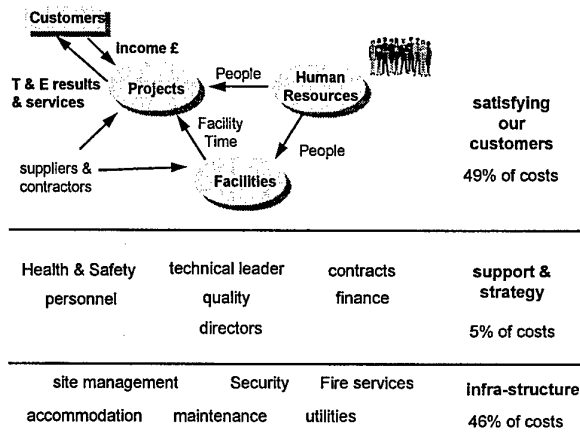 Customers
Income £
T & E results
& services
Projects
People
Human
Resources
Facility
Time
People
suppliers &
contractors
Facilities
satisfying
our
customers
49% of costs
Health & Safety technical leader contracts
personnel quality finance
directors
support &
strategy
5% of costs
site management Security Fire services
accommodation maintenance utilities
infra-structure
46% of costs